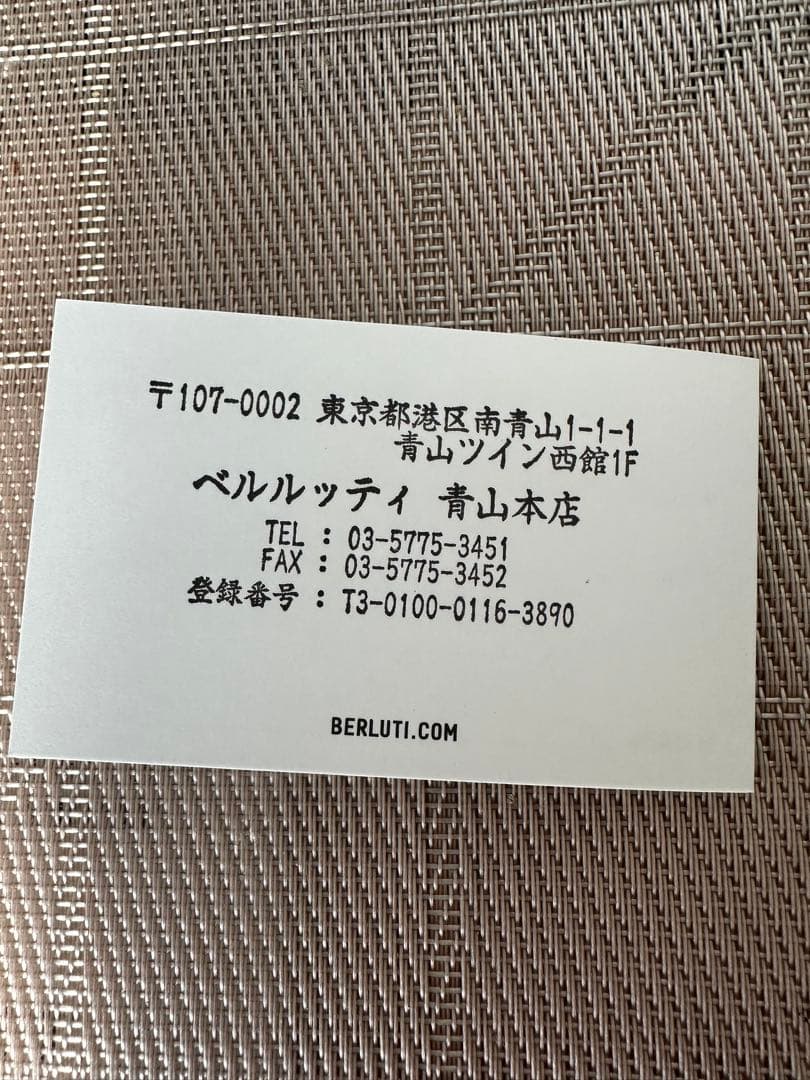 〒107-0002 東京都港区南青山1-1-1
青山ツイン西館1F
ベルルッティ 青山本店
TEL : 03-5775-3451
FAX : 03-5775-3452
登録番号 : T3-0100-0116-3890
BERLUTI.COM